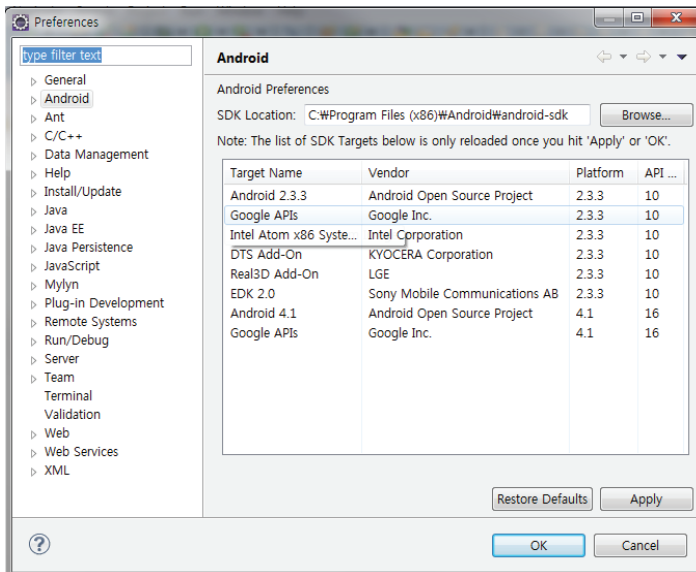 Preferences
type filter text
General
Android
Ant
C/C++
Data Management
Help
Install/Update
Java
Java EE
Java Persistence
JavaScript
Mylyn
Plug-in Development
Remote Systems
Run/Debug
Server
Team
Terminal
Validation
Web
Web Services
XML
Android
Android Preferences
SDK Location: C:₩Program Files (x86)₩Android₩android-sdk Browse...
Note: The list of SDK Targets below is only reloaded once you hit 'Apply' or 'OK'.
Target Name Vendor Platform API ...
Android 2.3.3 Android Open Source Project 2.3.3 10
Google APIs Google Inc. 2.3.3 10
Intel Atom x86 Syste... Intel Corporation 2.3.3 10
DTS Add-On KYOCERA Corporation 2.3.3 10
Real3D Add-On LGE 2.3.3 10
EDK 2.0 Sony Mobile Communications AB 2.3.3 10
Android 4.1 Android Open Source Project 4.1 16
Google APIs Google Inc. 4.1 16
Restore Defaults Apply
? OK Cancel